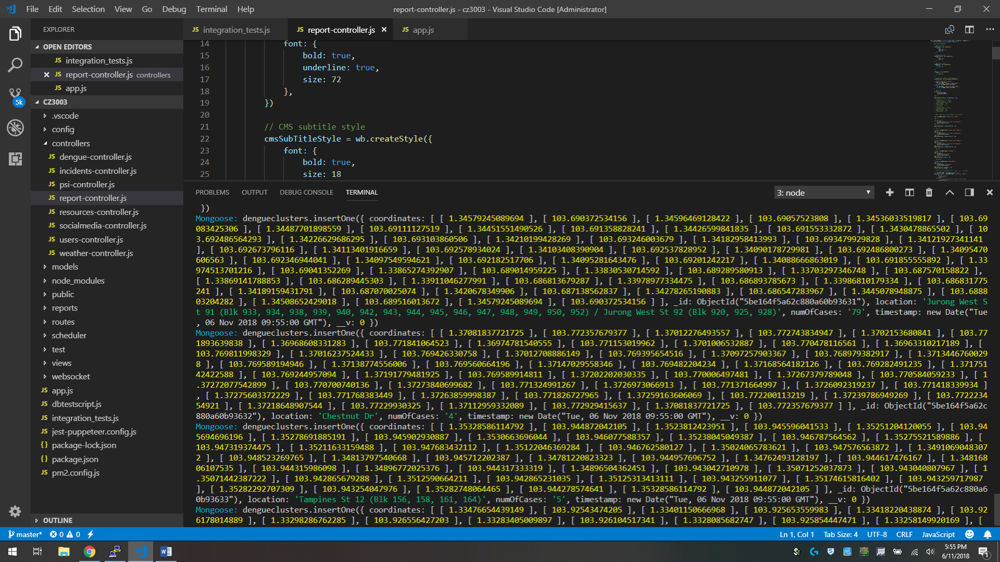 File Edit Selection View Go Debug Terminal Help
report-controller.js - cz3003 - Visual Studio Code [Administrator]
EXPLORER
OPEN EDITORS
JS integration_tests.js
JS report-controller.js controllers
JS app.js
CZ3003
.vscode
config
controllers
JS dengue-controller.js
JS incidents-controller.js
JS psi-controller.js
JS report-controller.js
JS resources-controller.js
JS socialmedia-controller.js
JS users-controller.js
JS weather-controller.js
models
node_modules
public
reports
routes
scheduler
test
views
websocket
JS app.js
JS dbtestscript.js
JS integration_tests.js
JS jest-puppeteer.config.js
{} package-lock.json
{} package.json
JS pm2.config.js
OUTLINE
5k
JS integration_tests.js JS report-controller.js JS app.js
14 font: {
15 bold: true,
16 underline: true,
17 size: 72
18 },
19 })
20
21 // CMS subtitle style
22 cmsSubTitleStyle = wb.createStyle({
23 font: {
24 bold: true,
25 size: 18
PROBLEMS OUTPUT DEBUG CONSOLE TERMINAL 3: node
})
Mongoose: dengueclusters.insertOne({ coordinates: [ [ 1.34579245089694 ], [ 103.690372534156 ], [ 1.34596469128422 ], [ 103.69057523808 ], [ 1.34536033519817 ], [ 103.69
083425306 ], [ 1.34487701898559 ], [ 103.69111127519 ], [ 1.34451551490526 ], [ 103.691358828241 ], [ 1.34426599841835 ], [ 103.691553332872 ], [ 1.3430478865502 ], [ 10
3.692486564293 ], [ 1.34226629686295 ], [ 103.693103860506 ], [ 1.34210199428269 ], [ 103.693246003679 ], [ 1.34182958413993 ], [ 103.693479929828 ], [ 1.34121927341141
], [ 103.692673796116 ], [ 1.34113401916659 ], [ 103.692578934024 ], [ 1.34103408390904 ], [ 103.692537828952 ], [ 1.34090178729981 ], [ 103.692486800273 ], [ 1.34095470
606563 ], [ 103.692346944041 ], [ 1.34097549594621 ], [ 103.692182517706 ], [ 1.34095281643476 ], [ 103.69201242217 ], [ 1.34088666863019 ], [ 103.691855555892 ], [ 1.33
974513701216 ], [ 103.69041352269 ], [ 1.33865274392907 ], [ 103.689014959225 ], [ 1.33830530714592 ], [ 103.689289580913 ], [ 1.33703297346748 ], [ 103.687570158822 ],
[ 1.33869141788853 ], [ 103.686289445303 ], [ 1.33911046277991 ], [ 103.686813679287 ], [ 1.33978977334475 ], [ 103.686893785673 ], [ 1.33986810179334 ], [ 103.686831775
241 ], [ 1.34189159431791 ], [ 103.687070025074 ], [ 1.3420678349906 ], [ 103.687138562837 ], [ 1.34278265190883 ], [ 103.686547283967 ], [ 1.3445078948875 ], [ 103.6888
03204282 ], [ 1.34508652429018 ], [ 103.689516013672 ], [ 1.34579245089694 ], [ 103.690372534156 ] ], _id: ObjectId("5be164f5a62c880a60b93631"), location: 'Jurong West S
t 91 (Blk 933, 934, 938, 939, 940, 942, 943, 944, 945, 946, 947, 948, 949, 950, 952) / Jurong West St 92 (Blk 920, 925, 928)', numOfCases: '79', timestamp: new Date("Tue
, 06 Nov 2018 09:55:00 GMT"), __v: 0 })
Mongoose: dengueclusters.insertOne({ coordinates: [ [ 1.37081837721725 ], [ 103.772357679377 ], [ 1.37012276493557 ], [ 103.772743834947 ], [ 1.3702153680841 ], [ 103.77
1893639838 ], [ 1.36968608331283 ], [ 103.771841064523 ], [ 1.36974781540555 ], [ 103.771153019962 ], [ 1.3701006532887 ], [ 103.770478116561 ], [ 1.36963310217189 ], [
103.769811998329 ], [ 1.37016237524433 ], [ 103.769426330758 ], [ 1.37012708886149 ], [ 103.769395654516 ], [ 1.37097257903367 ], [ 103.768979382917 ], [ 1.3713446760029
8 ], [ 103.769589194946 ], [ 1.37138774556006 ], [ 103.769560664196 ], [ 1.37147029558346 ], [ 103.769482204234 ], [ 1.37168564182126 ], [ 103.769282491235 ], [ 1.371751
42422588 ], [ 103.769244957094 ], [ 1.37191779481925 ], [ 103.769589914811 ], [ 1.37202202030335 ], [ 103.770006497481 ], [ 1.37267379789048 ], [ 103.770584059233 ], [ 1
.37272077542899 ], [ 103.770700740136 ], [ 1.37273840699682 ], [ 103.771324991267 ], [ 1.3726973066913 ], [ 103.771371664997 ], [ 1.3726092319237 ], [ 103.771418339934 ]
, [ 1.37275603372229 ], [ 103.771768383449 ], [ 1.37263859998387 ], [ 103.771826727965 ], [ 1.37259163606069 ], [ 103.772200113219 ], [ 1.37239786949269 ], [ 103.7722234
54921 ], [ 1.37218648907544 ], [ 103.77229930325 ], [ 1.37112959332089 ], [ 103.772929415637 ], [ 1.37081837721725 ], [ 103.772357679377 ] ], _id: ObjectId("5be164f5a62c
880a60b93632"), location: 'Chestnut Dr', numOfCases: '4', timestamp: new Date("Tue, 06 Nov 2018 09:55:00 GMT"), __v: 0 })
Mongoose: dengueclusters.insertOne({ coordinates: [ [ 1.35328586114792 ], [ 103.944872042105 ], [ 1.3523812423951 ], [ 103.945596041533 ], [ 1.35251204120055 ], [ 103.94
5694696196 ], [ 1.35278691885191 ], [ 103.945902930887 ], [ 1.3530663696044 ], [ 103.946077588357 ], [ 1.35238045049387 ], [ 103.946787564562 ], [ 1.35275521589886 ], [
103.947319374475 ], [ 1.35211633159488 ], [ 103.947683432112 ], [ 1.35122046369284 ], [ 103.946762580127 ], [ 1.35024065783621 ], [ 103.947576563872 ], [ 1.3491069048307
2 ], [ 103.948523269765 ], [ 1.34813797540668 ], [ 103.945712202387 ], [ 1.34781220823323 ], [ 103.944957696752 ], [ 1.34762493128197 ], [ 103.944617476167 ], [ 1.348168
06107535 ], [ 103.944315986098 ], [ 1.34896772025376 ], [ 103.944317333319 ], [ 1.34896504362451 ], [ 103.943042710978 ], [ 1.35071252037873 ], [ 103.943040807967 ], [ 1
.35071442387222 ], [ 103.942865679288 ], [ 1.3512590664211 ], [ 103.942865231035 ], [ 1.35125313413111 ], [ 103.943255911077 ], [ 1.35174615816402 ], [ 103.943259717987
], [ 1.35282292707309 ], [ 103.943254047976 ], [ 1.35282748064465 ], [ 103.944278574641 ], [ 1.35328586114792 ], [ 103.944872042105 ] ], _id: ObjectId("5be164f5a62c880a6
0b93633"), location: 'Tampines St 12 (Blk 156, 158, 161, 164)', numOfCases: '5', timestamp: new Date("Tue, 06 Nov 2018 09:55:00 GMT"), __v: 0 })
Mongoose: dengueclusters.insertOne({ coordinates: [ [ 1.33476654439149 ], [ 103.92543474205 ], [ 1.33401150666968 ], [ 103.925653559983 ], [ 1.33418220438874 ], [ 103.92
6178014889 ], [ 1.33298286762285 ], [ 103.926556427203 ], [ 1.33283405009897 ], [ 103.926104517341 ], [ 1.3328085682747 ], [ 103.925854447471 ], [ 1.33258149920169 ], [
master* 0 0 Ln 1, Col 1 Tab Size: 4 UTF-8 CRLF JavaScript
5:55 PM
6/11/2018
1